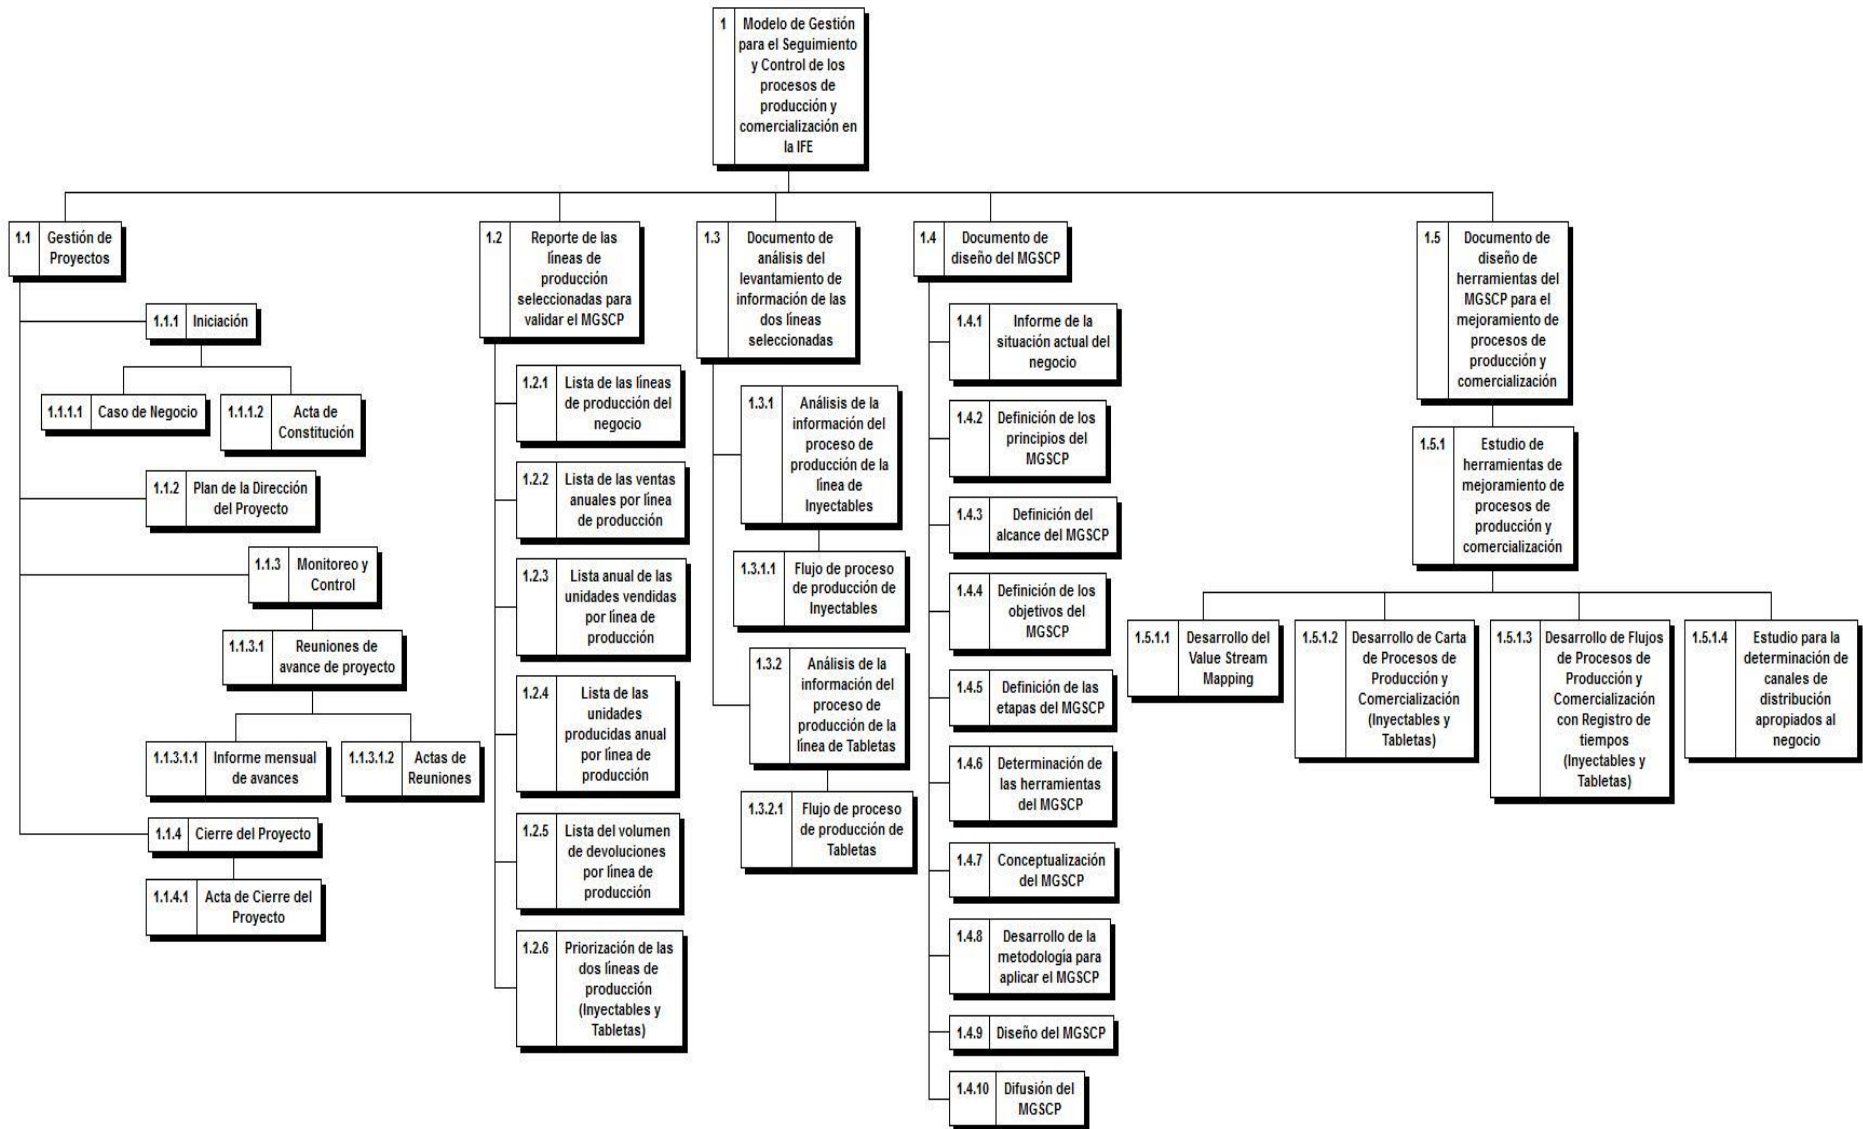 1 Modelo de Gestión
para el Seguimiento
y Control de los
procesos de
producción y
comercialización en
la IFE
1.1 Gestión de
Proyectos
1.1.1 Iniciación
1.1.1.1 Caso de Negocio
1.1.1.2 Acta de
Constitución
1.1.2 Plan de la Dirección
del Proyecto
1.1.3 Monitoreo y
Control
1.1.3.1 Reuniones de
avance de proyecto
1.1.3.1.1 Informe mensual
de avances
1.1.3.1.2 Actas de
Reuniones
1.1.4 Cierre del Proyecto
1.1.4.1 Acta de Cierre del
Proyecto
1.2 Reporte de las
líneas de
producción
seleccionadas para
validar el MGSCP
1.2.1 Lista de las líneas
de producción del
negocio
1.2.2 Lista de las ventas
anuales por línea
de producción
1.2.3 Lista anual de las
unidades vendidas
por línea de
producción
1.2.4 Lista de las
unidades
producidas anual
por línea de
producción
1.2.5 Lista del volumen
de devoluciones
por línea de
producción
1.2.6 Priorización de las
dos líneas de
producción
(Inyectables y
Tabletas)
1.3 Documento de
análisis del
levantamiento de
información de las
dos líneas
seleccionadas
1.3.1 Análisis de la
información del
proceso de
producción de la
línea de
Inyectables
1.3.1.1 Flujo de proceso
de producción de
Inyectables
1.3.2 Análisis de la
información del
proceso de
producción de la
línea de Tabletas
1.3.2.1 Flujo de proceso
de producción de
Tabletas
1.4 Documento de
diseño del MGSCP
1.4.1 Informe de la
situación actual del
negocio
1.4.2 Definición de los
principios del
MGSCP
1.4.3 Definición del
alcance del MGSCP
1.4.4 Definición de los
objetivos del
MGSCP
1.4.5 Definición de las
etapas del MGSCP
1.4.6 Determinación de
las herramientas
del MGSCP
1.4.7 Conceptualización
del MGSCP
1.4.8 Desarrollo de la
metodología para
aplicar el MGSCP
1.4.9 Diseño del MGSCP
1.4.10 Difusión del
MGSCP
1.5 Documento de
diseño de
herramientas del
MGSCP para el
mejoramiento de
procesos de
producción y
comercialización
1.5.1 Estudio de
herramientas de
mejoramiento de
procesos de
producción y
comercialización
1.5.1.1 Desarrollo del
Value Stream
Mapping
1.5.1.2 Desarrollo de Carta
de Procesos de
Producción y
Comercialización
(Inyectables y
Tabletas)
1.5.1.3 Desarrollo de Flujos
de Procesos de
Producción y
Comercialización
con Registro de
tiempos
(Inyectables y
Tabletas)
1.5.1.4 Estudio para la
determinación de
canales de
distribución
apropiados al
negocio